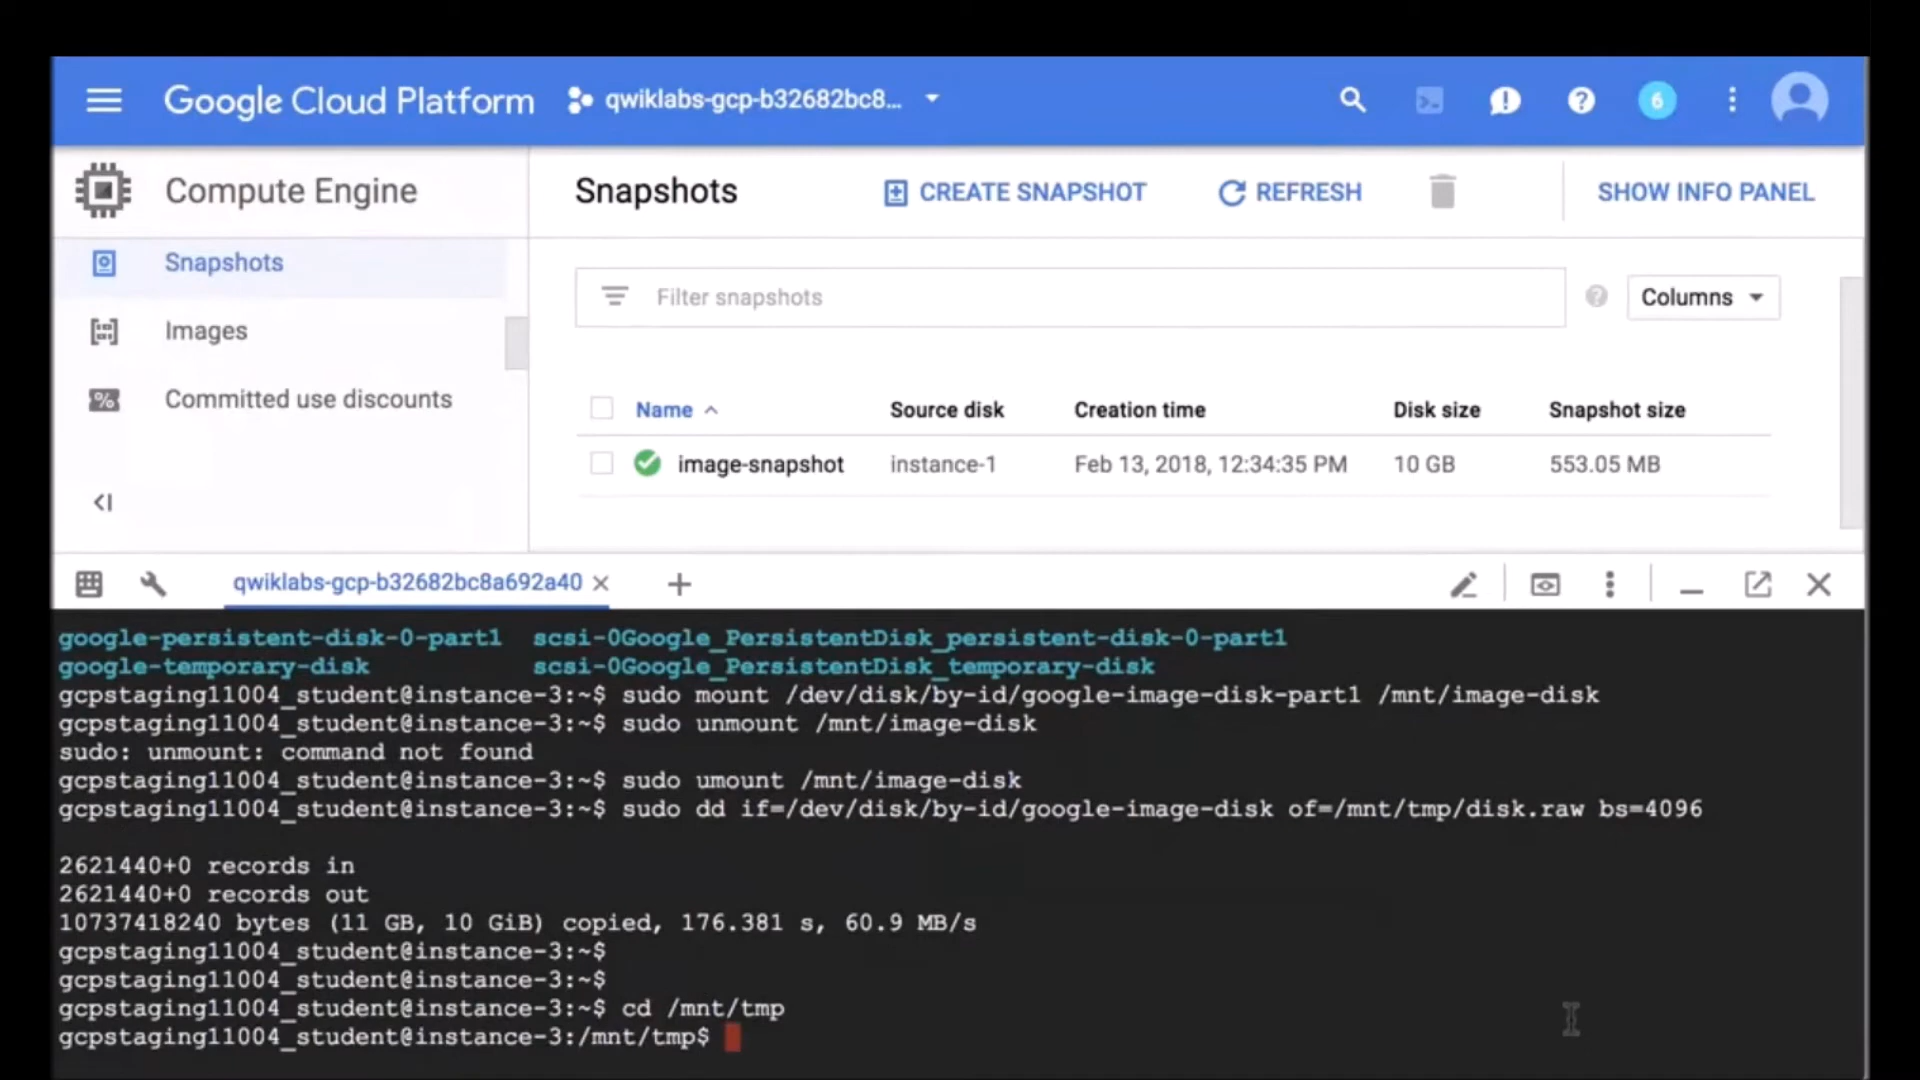 Google Cloud Platform qwiklabs-gcp-b32682bc8... 6
Compute Engine Snapshots CREATE SNAPSHOT REFRESH SHOW INFO PANEL
Snapshots
Images
Committed use discounts
Filter snapshots Columns
Name Source disk Creation time Disk size Snapshot size
image-snapshot instance-1 Feb 13, 2018, 12:34:35 PM 10 GB 553.05 MB
qwiklabs-gcp-b32682bc8a692a40
google-persistent-disk-0-part1 scsi-0Google_PersistentDisk_persistent-disk-0-part1
google-temporary-disk scsi-0Google_PersistentDisk_temporary-disk
gcpstaging11004_student@instance-3:~$ sudo mount /dev/disk/by-id/google-image-disk-part1 /mnt/image-disk
gcpstaging11004_student@instance-3:~$ sudo unmount /mnt/image-disk
sudo: unmount: command not found
gcpstaging11004_student@instance-3:~$ sudo umount /mnt/image-disk
gcpstaging11004_student@instance-3:~$ sudo dd if=/dev/disk/by-id/google-image-disk of=/mnt/tmp/disk.raw bs=4096
2621440+0 records in
2621440+0 records out
10737418240 bytes (11 GB, 10 GiB) copied, 176.381 s, 60.9 MB/s
gcpstaging11004_student@instance-3:~$
gcpstaging11004_student@instance-3:~$
gcpstaging11004_student@instance-3:~$ cd /mnt/tmp
gcpstaging11004_student@instance-3:/mnt/tmp$